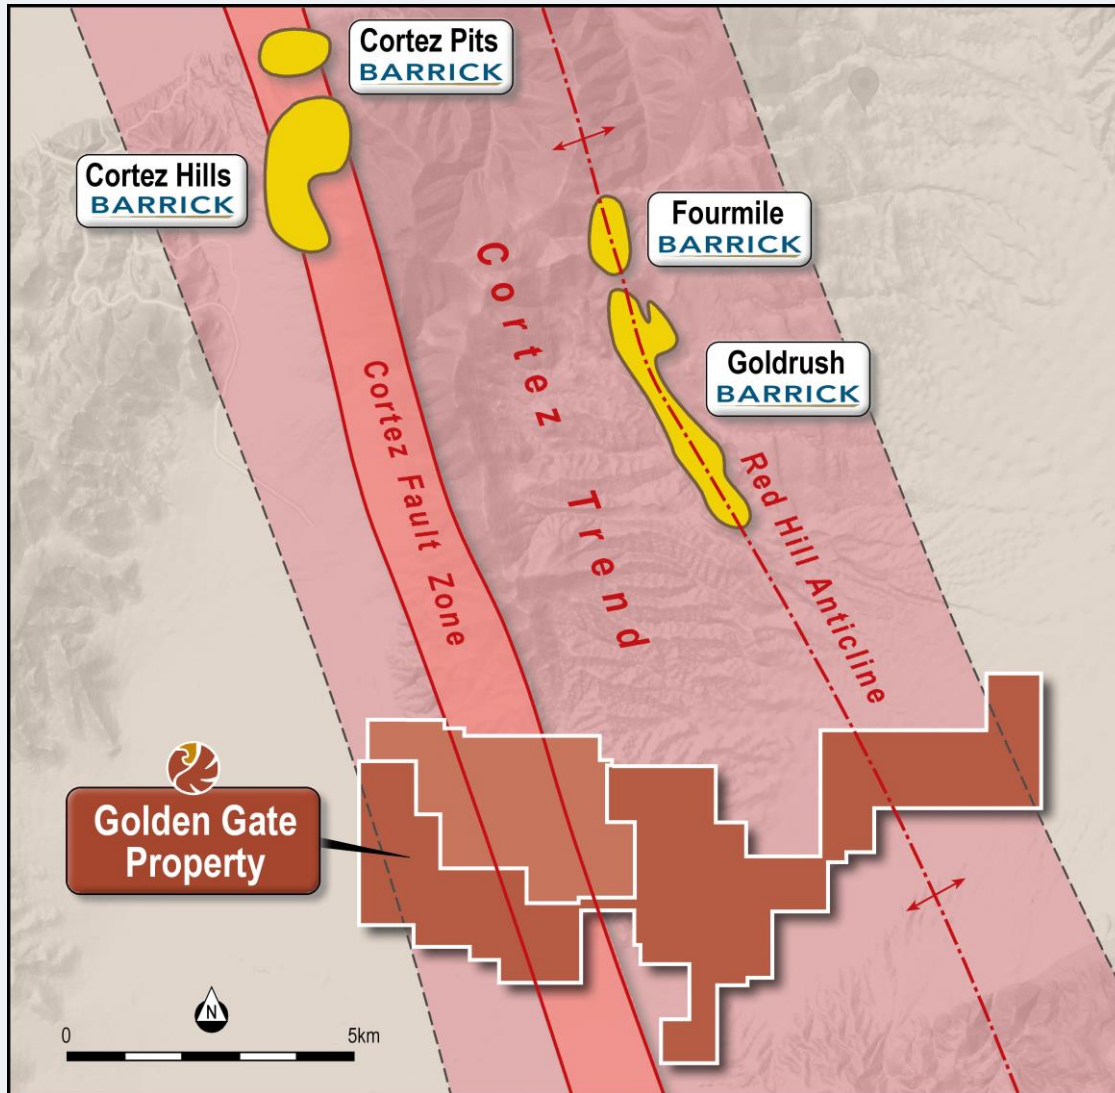 Cortez Pits
BARRICK
Cortez Hills
BARRICK
Fourmile
BARRICK
Goldrush
BARRICK
Cortez Trend
Cortez Fault Zone
Red Hill Anticline
Golden Gate
Property
N
0 5km